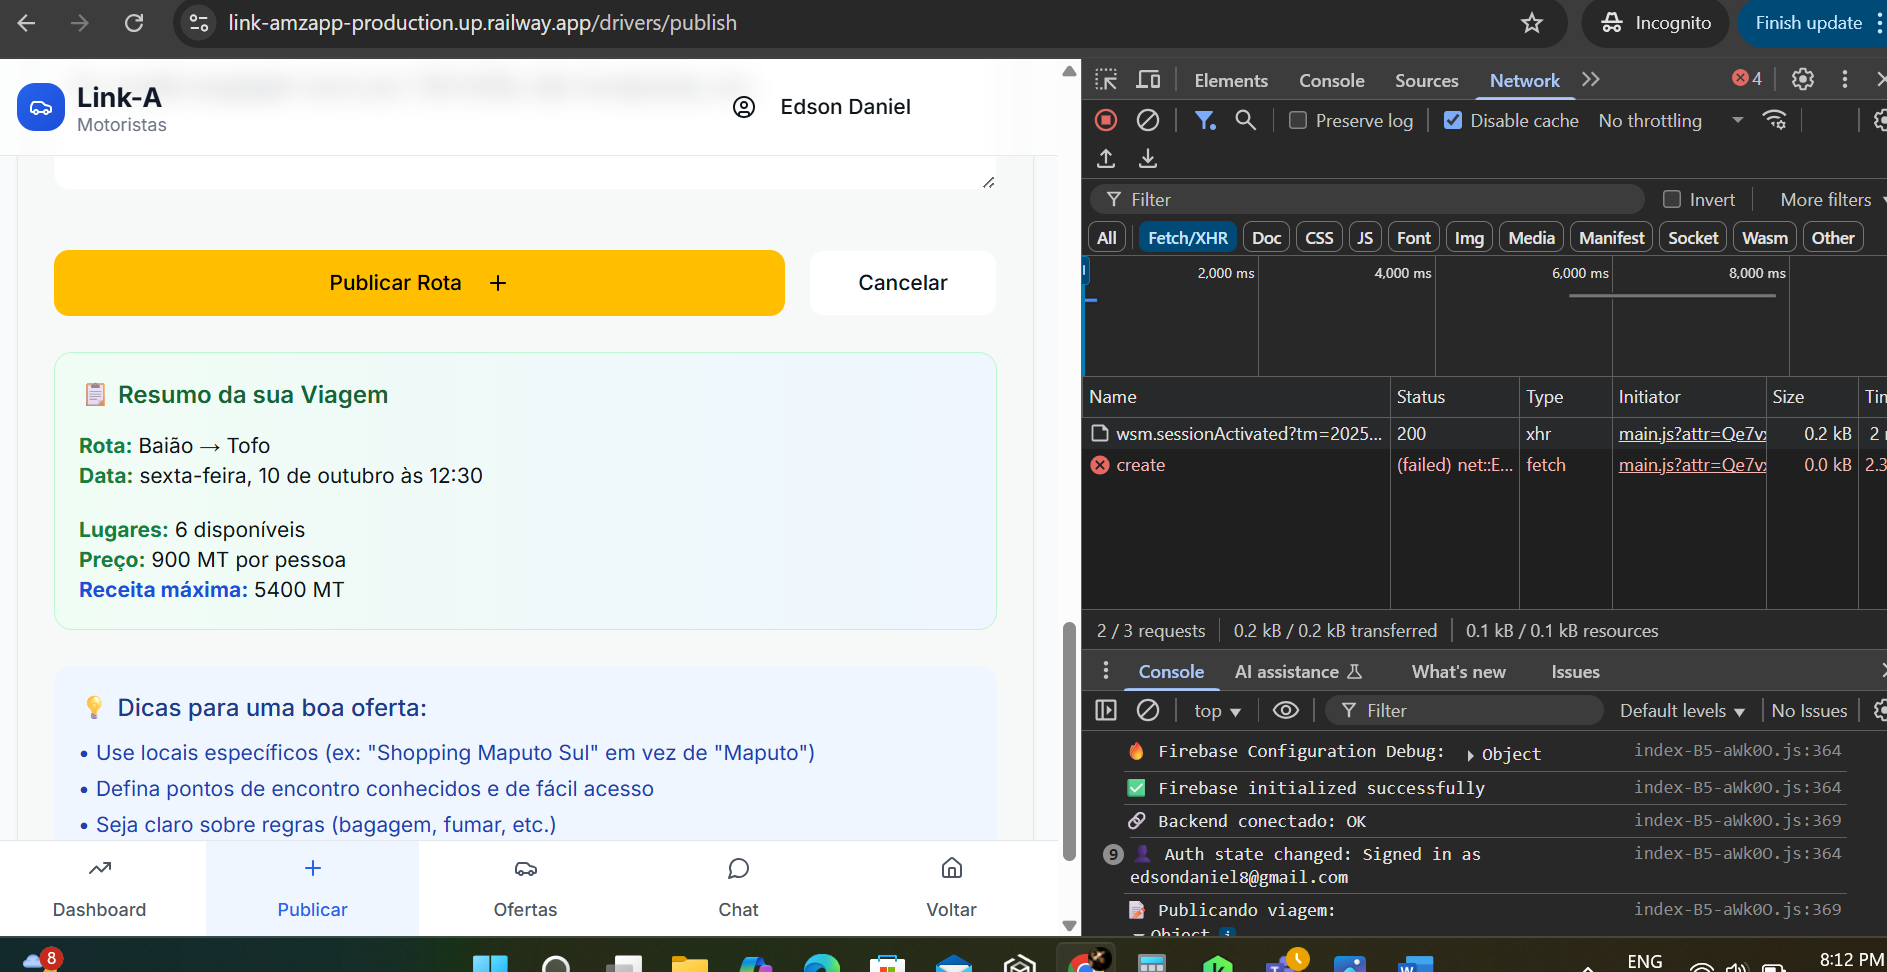 link-amzapp-production.up.railway.app/drivers/publish
Incognito
Finish update
Link-A
Motoristas
Edson Daniel
Publicar Rota +
Cancelar
📋 Resumo da sua Viagem
Rota: Baião → Tofo
Data: sexta-feira, 10 de outubro às 12:30
Lugares: 6 disponíveis
Preço: 900 MT por pessoa
Receita máxima: 5400 MT
💡 Dicas para uma boa oferta:
• Use locais específicos (ex: "Shopping Maputo Sul" em vez de "Maputo")
• Defina pontos de encontro conhecidos e de fácil acesso
• Seja claro sobre regras (bagagem, fumar, etc.)
Dashboard
Publicar
Ofertas
Chat
Voltar
Elements Console Sources Network 4
Preserve log Disable cache No throttling
Filter Invert More filters
All Fetch/XHR Doc CSS JS Font Img Media Manifest Socket Wasm Other
2,000 ms 4,000 ms 6,000 ms 8,000 ms
Name Status Type Initiator Size Tin
wsm.sessionActivated?tm=2025... 200 xhr main.js?attr=Qe7vx 0.2 kB 2
create (failed) net::E... fetch main.js?attr=Qe7vx 0.0 kB 2.3
2 / 3 requests 0.2 kB / 0.2 kB transferred 0.1 kB / 0.1 kB resources
Console AI assistance What's new Issues
top Filter Default levels No Issues
🔥 Firebase Configuration Debug: ▶ Object index-B5-aWk0O.js:364
✅ Firebase initialized successfully index-B5-aWk0O.js:364
🔗 Backend conectado: OK index-B5-aWk0O.js:369
9 👤 Auth state changed: Signed in as index-B5-aWk0O.js:364
edsondaniel8@gmail.com
📝 Publicando viagem: index-B5-aWk0O.js:369
Object i
8
ENG
8:12 PM